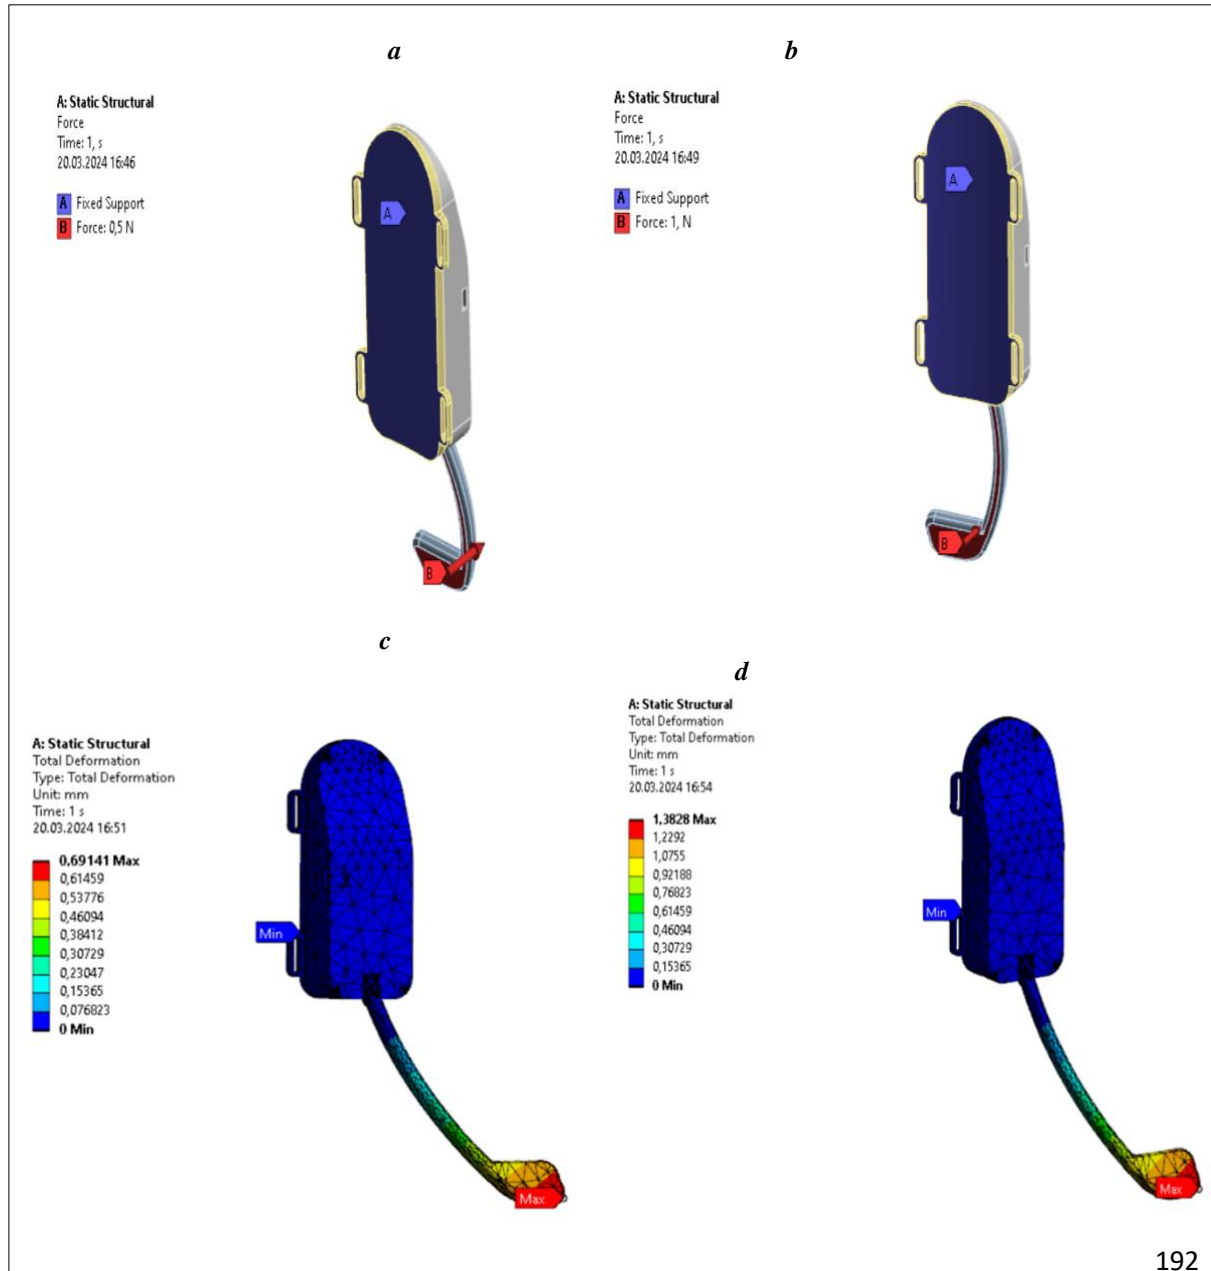 a
A: Static Structural
Force
Time: 1, s
20.03.2024 16:46
A Fixed Support
B Force: 0,5 N
A
B
b
A: Static Structural
Force
Time: 1, s
20.03.2024 16:49
A Fixed Support
B Force: 1, N
A
B
c
A: Static Structural
Total Deformation
Type: Total Deformation
Unit: mm
Time: 1 s
20.03.2024 16:51
0,69141 Max
0,61459
0,53776
0,46094
0,38412
0,30729
0,23047
0,15365
0,076823
0 Min
Min
Max
d
A: Static Structural
Total Deformation
Type: Total Deformation
Unit: mm
Time: 1 s
20.03.2024 16:54
1,3828 Max
1,2292
1,0755
0,92188
0,76823
0,61459
0,46094
0,30729
0,15365
0 Min
Min
Max
192